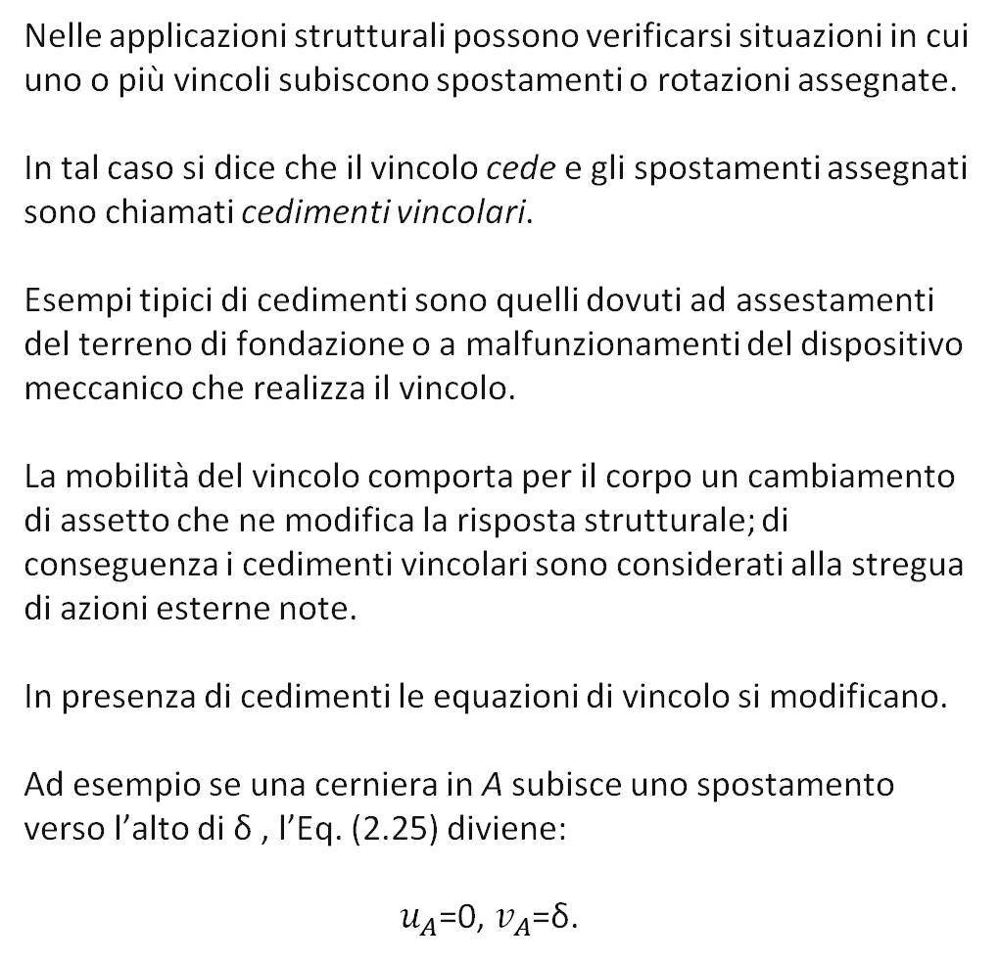 Nelle applicazioni strutturali possono verificarsi situazioni in cui
uno o più vincoli subiscono spostamenti o rotazioni assegnate.
In tal caso si dice che il vincolo cede e gli spostamenti assegnati
sono chiamati cedimenti vincolari.
Esempi tipici di cedimenti sono quelli dovuti ad assestamenti
del terreno di fondazione o a malfunzionamenti del dispositivo
meccanico che realizza il vincolo.
La mobilità del vincolo comporta per il corpo un cambiamento
di assetto che ne modifica la risposta strutturale; di
conseguenza i cedimenti vincolari sono considerati alla stregua
di azioni esterne note.
In presenza di cedimenti le equazioni di vincolo si modificano.
Ad esempio se una cerniera in A subisce uno spostamento
verso l’alto di δ , l’Eq. (2.25) diviene:
u_A=0, v_A=δ.